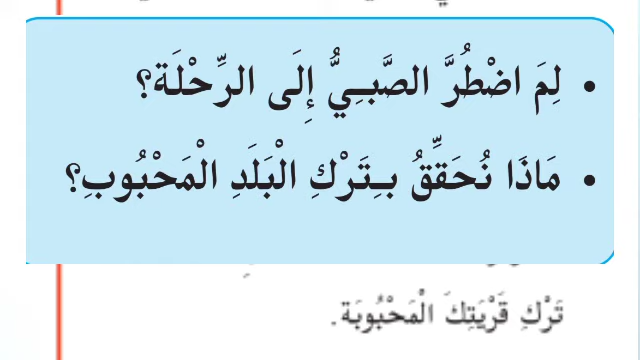 • لِمَ اضْطُرَّ الصَّبِيُّ إِلَى الرِّحْلَة؟
• مَاذَا نُحَقِّقُ بِتَرْكِ الْبَلَدِ الْمَحْبُوبِ؟
تَرْكِ قَرْيَتِكَ الْمَحْبُوبَة.